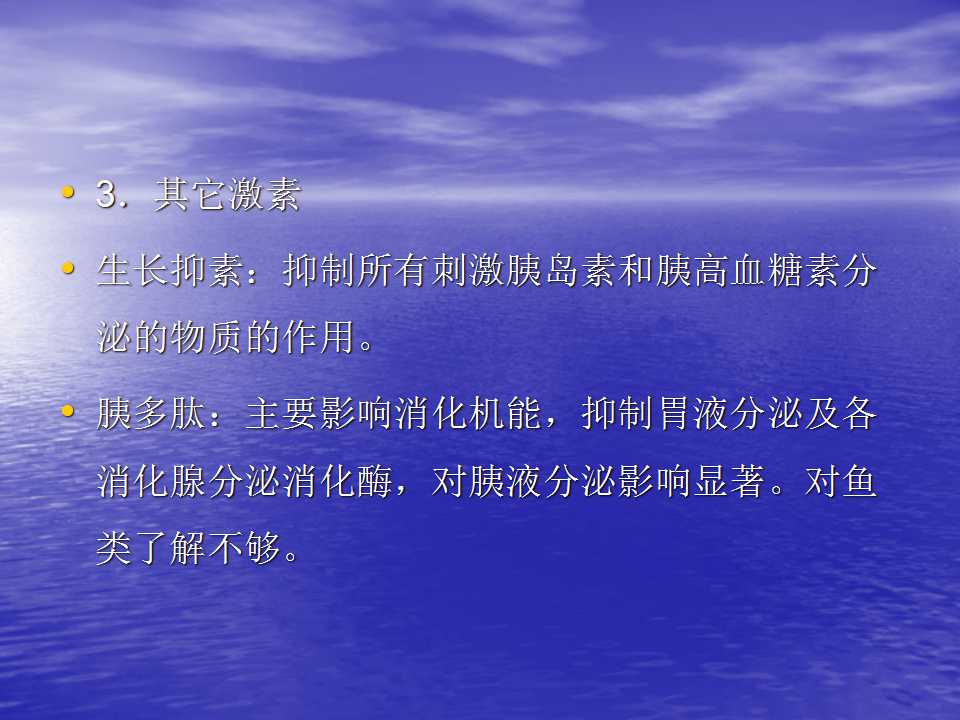 • 3．其它激素
• 生长抑素：抑制所有刺激胰岛素和胰高血糖素分
泌的物质的作用。
• 胰多肽：主要影响消化机能，抑制胃液分泌及各
消化腺分泌消化酶，对胰液分泌影响显著。对鱼
类了解不够。